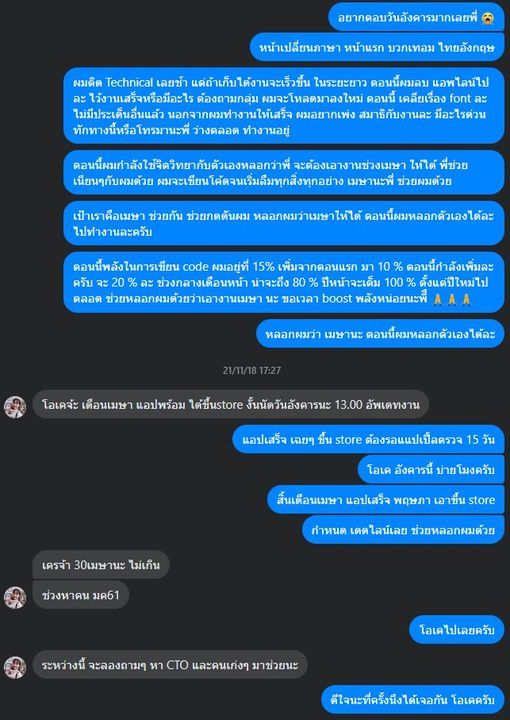 อยากตอบวันอังคารมากเลยพี่ 😭
หน้าเปลี่ยนภาษา หน้าแรก บวกเทอม ไทยอังกฤษ
ผมติด Technical เลยช้า แต่ถ้าเก็บได้งานจะเร็วขึ้น ในระยะยาว ตอนนี้ผมลบ แอพไลน์ไป
ละ ไว้งานเสร็จหรือมีอะไร ต้องถามกลุ่ม ผมจะโหลดมาลงใหม่ ตอนนี้ เคลียเรื่อง font ละ
ไม่มีประเด็นอื่นแล้ว นอกจากผมทำงานให้เสร็จ ผมอยากเพ่ง สมาธิกับงานละ มีอะไรด่วน
ทักทางนี้หรือโทรมานะพี่ ว่างตลอด ทำงานอยู่
ตอนนี้ผมกำลังใช้จิตวิทยากับตัวเองหลอกว่าพี่ จะต้องเอางานช่วงเมษา ให้ได้ พี่ช่วย
เนียนๆกับผมด้วย ผมจะเขียนโค้ดจนเริ่มลืมทุกสิ่งทุกอย่าง เมษานะพี่ ช่วยผมด้วย
เป้าเราคือเมษา ช่วยกัน ช่วยกดดันผม หลอกผมว่าเมษาให้ได้ ตอนนี้ผมหลอกตัวเองได้ละ
ไปทำงานละครับ
ตอนนี้พลังในการเขียน code ผมอยู่ที่ 15% เพิ่มจากตอนแรก มา 10 % ตอนนี้กำลังเพิ่มละ
ครับ จะ 20 % ละ ช่วงกลางเดือนหน้า น่าจะถึง 80 % ปีหน้าจะเต็ม 100 % ตั้งแต่ปีใหม่ไป
ตลอด ช่วยหลอกผมด้วยว่าเอางานเมษา นะ ขอเวลา boost พลังหน่อยนะพี่ 🙏🙏🙏
หลอกผมว่า เมษานะ ตอนนี้ผมหลอกตัวเองได้ละ
21/11/18 17:27
โอเคจ้ะ เดือนเมษา แอปพร้อม ได้ขึ้นstore งั้นนัดวันอังคารนะ 13.00 อัพเดทงาน
แอปเสร็จ เฉยๆ ขึ้น store ต้องรอแแอปเปิ้ลตรวจ 15 วัน
โอเค อังคารนี้ บ่ายโมงครับ
สิ้นเดือนเมษา แอปเสร็จ พฤษภา เอาขึ้น store
กำหนด เดตไลน์เลย ช่วยหลอกผมด้วย
เครจ้า 30เมษานะ ไม่เกิน
ช่วงหาคน มค61
โอเคไปเลยครับ
ระหว่างนี้ จะลองถามๆ หา CTO และคนเก่งๆ มาช่วยนะ
ดีใจนะที่ครั้งนึงได้เจอกัน โอเคครับ